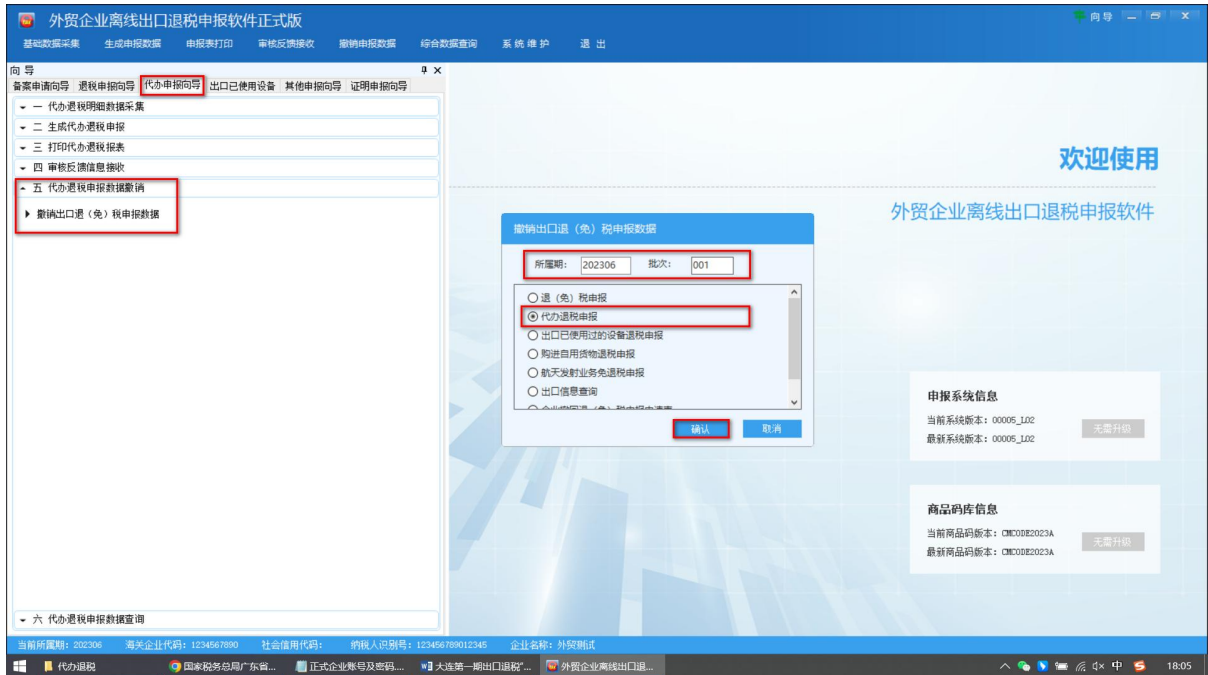 外贸企业离线出口退税申报软件正式版
向导
基础数据采集 生成申报数据 申报表打印 审核反馈接收 撤销申报数据 综合数据查询 系统维护 退出
向导
备案申请向导 退税申报向导 代办申报向导 出口已使用设备 其他申报向导 证明申报向导
一 代办退税明细数据采集
二 生成代办退税申报
三 打印代办退税报表
四 审核反馈信息接收
五 代办退税申报数据撤销
撤销出口退（免）税申报数据
六 代办退税申报数据查询
欢迎使用
外贸企业离线出口退税申报软件
撤销出口退（免）税申报数据
所属期： 202306 批次： 001
退（免）税申报
代办退税申报
出口已使用过的设备退税申报
购进自用货物退税申报
航天发射业务免退税申报
出口信息查询
企业撤回退（免）税申报申请表
确认 取消
申报系统信息
当前系统版本：00005_L02
最新系统版本：00005_L02
无需升级
商品码库信息
当前商品码版本：CMCODE2023A
最新商品码版本：CMCODE2023A
无需升级
当前所属期：202306 海关企业代码：1234567890 社会信用代码： 纳税人识别号：123456789012345 企业名称：外贸测试
代办退税 国家税务总局广东省... 正式企业账号及密码.... 大连第一期出口退税"... 外贸企业离线出口退... 中 18:05